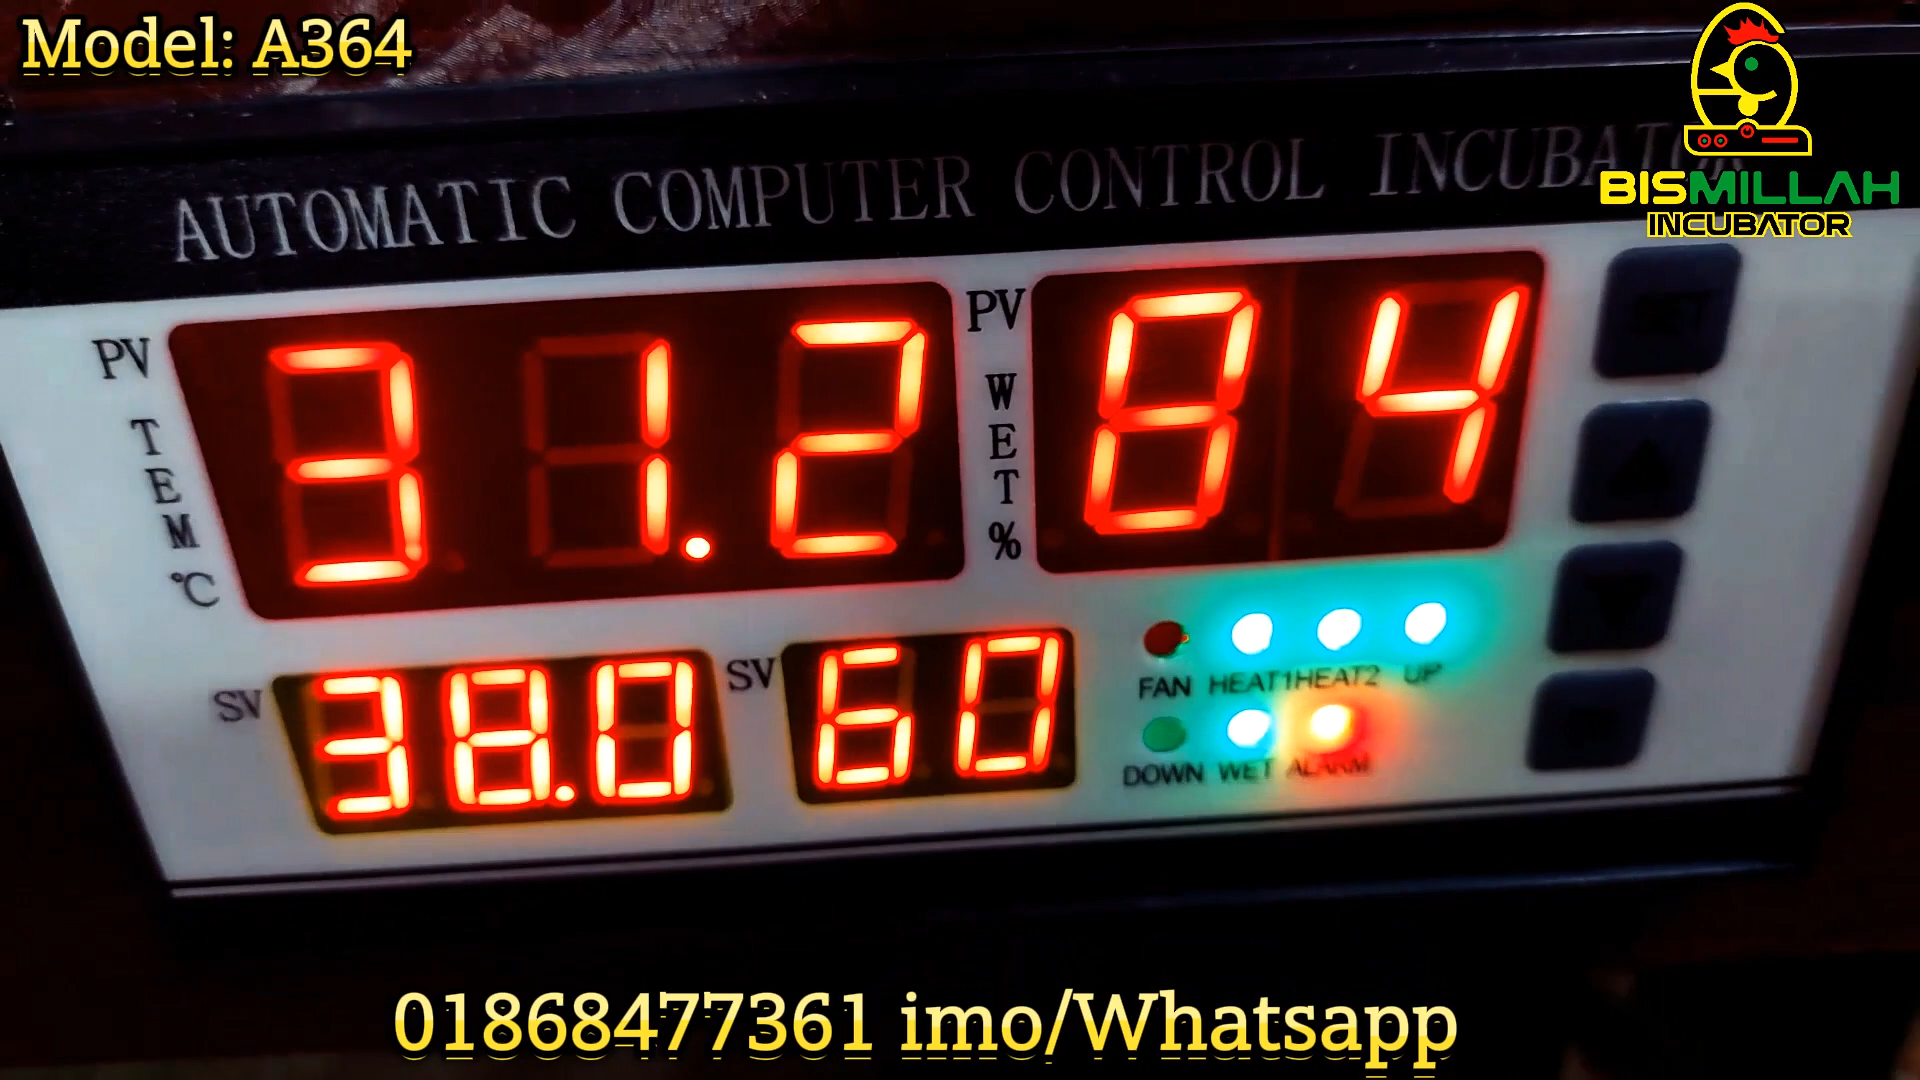 Model: A364
BISMILLAH
INCUBATOR
AUTOMATIC COMPUTER CONTROL INCUBATOR
PV TEM ℃
31.2
PV WET %
84
SV 38.0
SV 60
FAN HEAT1 HEAT2 UP
DOWN WET ALARM
01868477361 imo/Whatsapp